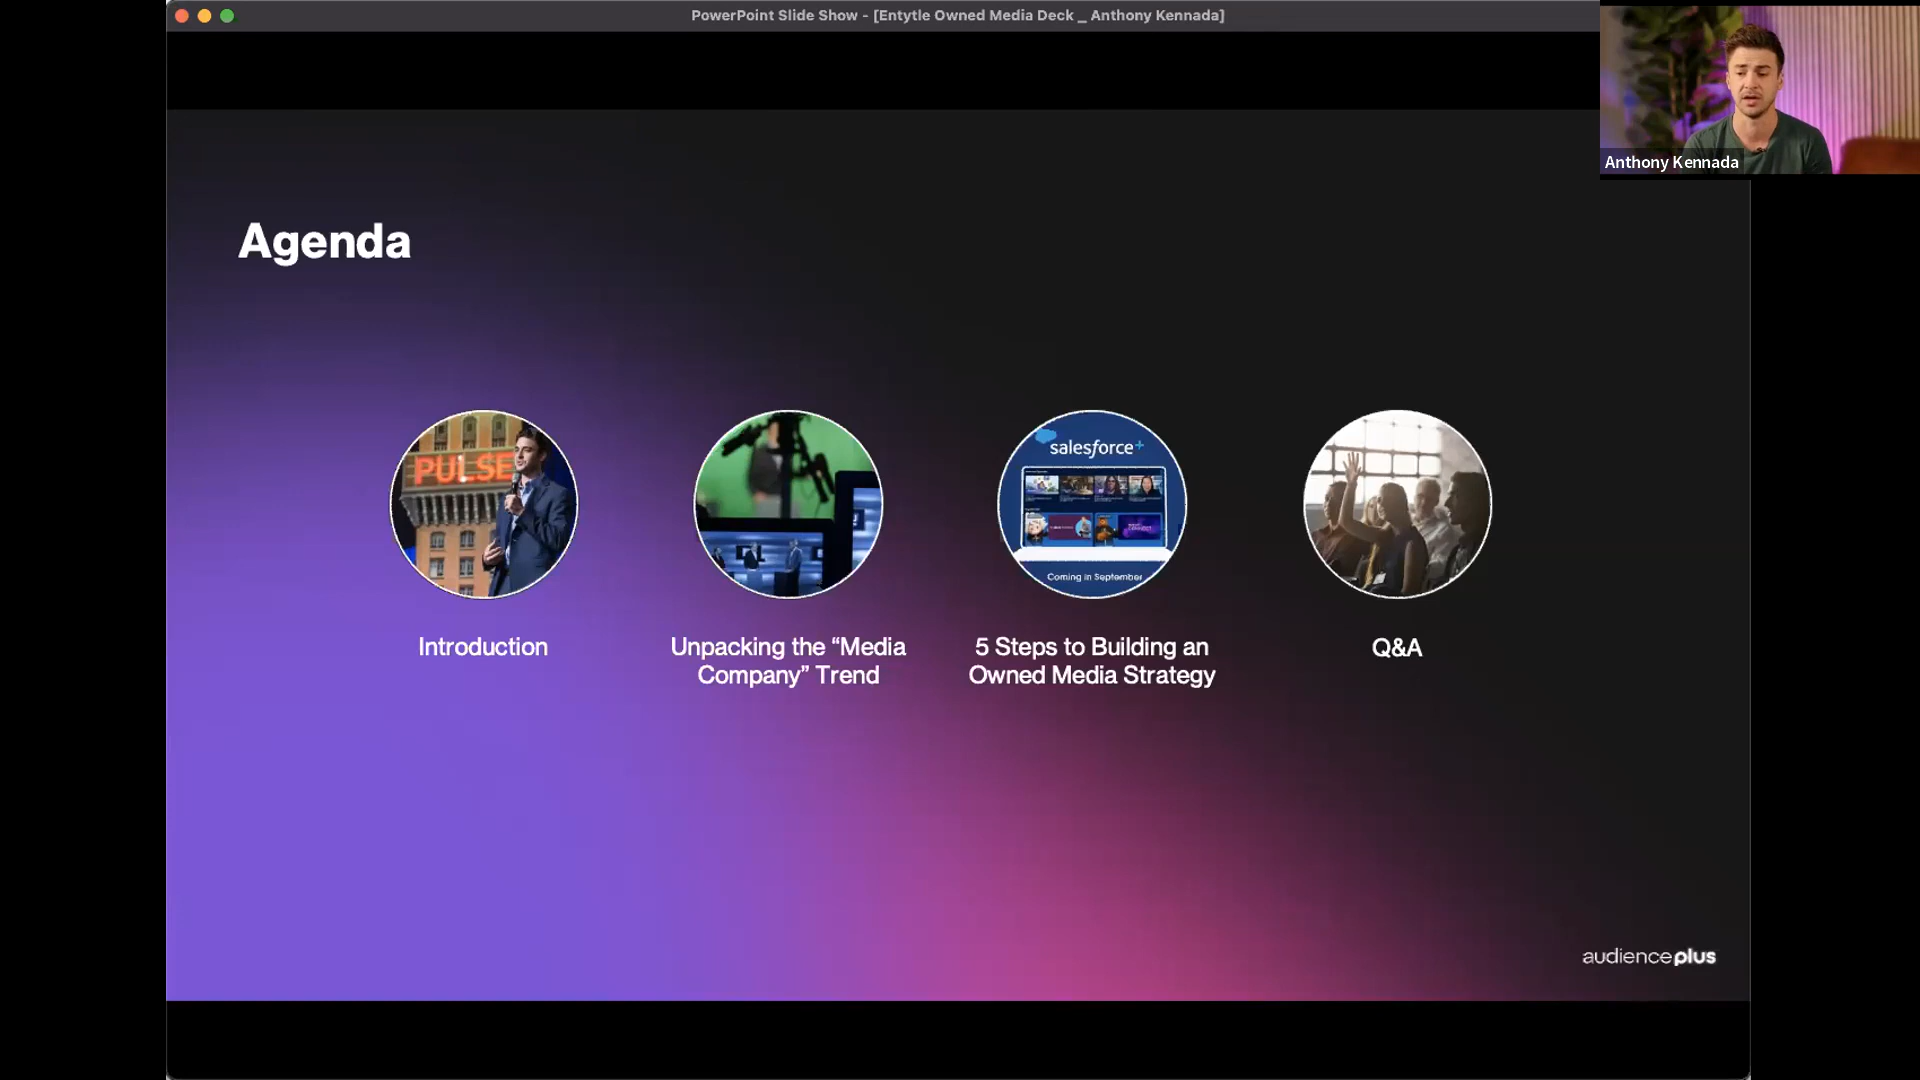 PowerPoint Slide Show - [Entytle Owned Media Deck _ Anthony Kennada]
Anthony Kennada
Agenda
PULSE
salesforce+
Coming in September
Introduction
Unpacking the “Media
Company” Trend
5 Steps to Building an
Owned Media Strategy
Q&A
audienceplus